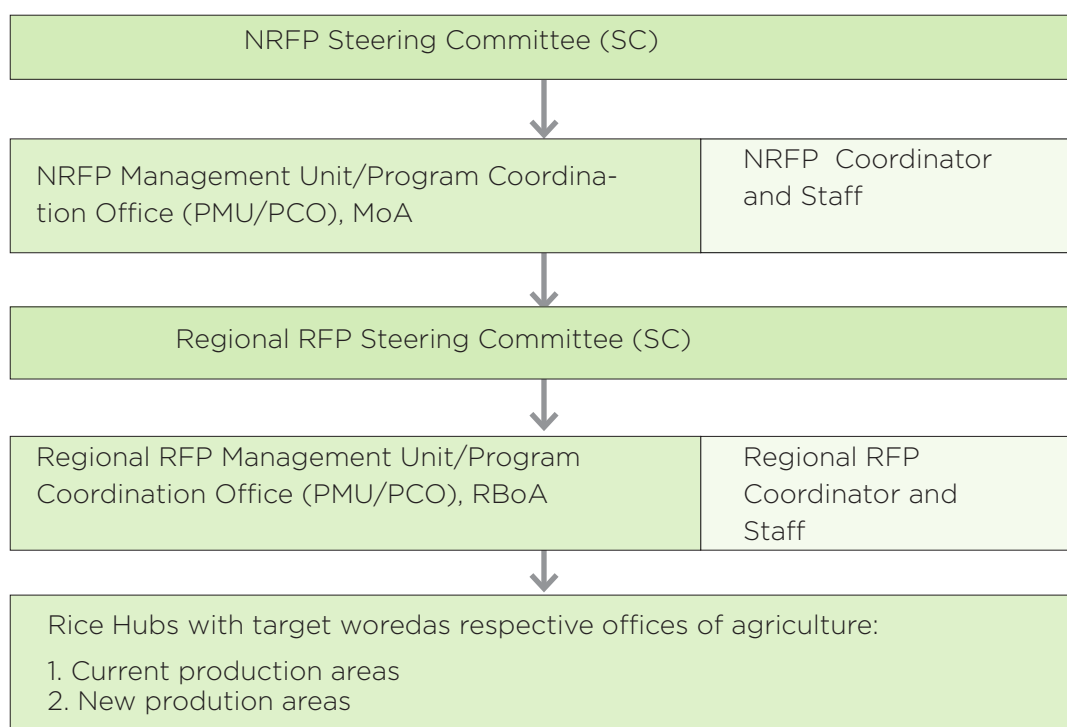 NRFP Steering Committee (SC)
NRFP Management Unit/Program Coordina-
tion Office (PMU/PCO), MoA
NRFP Coordinator
and Staff
Regional RFP Steering Committee (SC)
Regional RFP Management Unit/Program
Coordination Office (PMU/PCO), RBoA
Regional RFP
Coordinator and
Staff
Rice Hubs with target woredas respective offices of agriculture:
1. Current production areas
2. New prodution areas